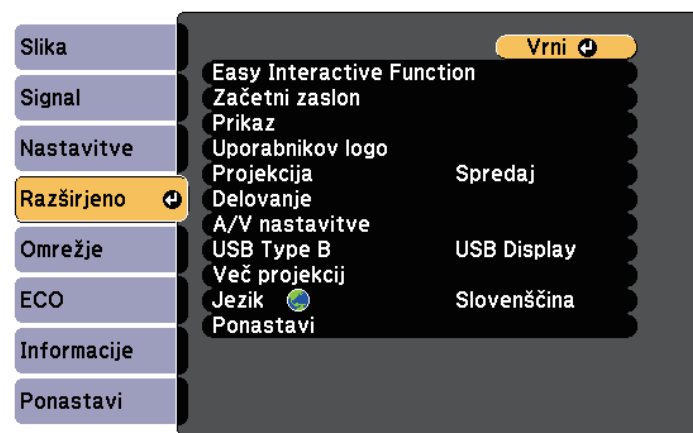 Slika
Signal
Nastavitve
Razširjeno
Omrežje
ECO
Informacije
Ponastavi
Vrni
Easy Interactive Function
Začetni zaslon
Prikaz
Uporabnikov logo
Projekcija Spredaj
Delovanje
A/V nastavitve
USB Type B USB Display
Več projekcij
Jezik Slovenščina
Ponastavi